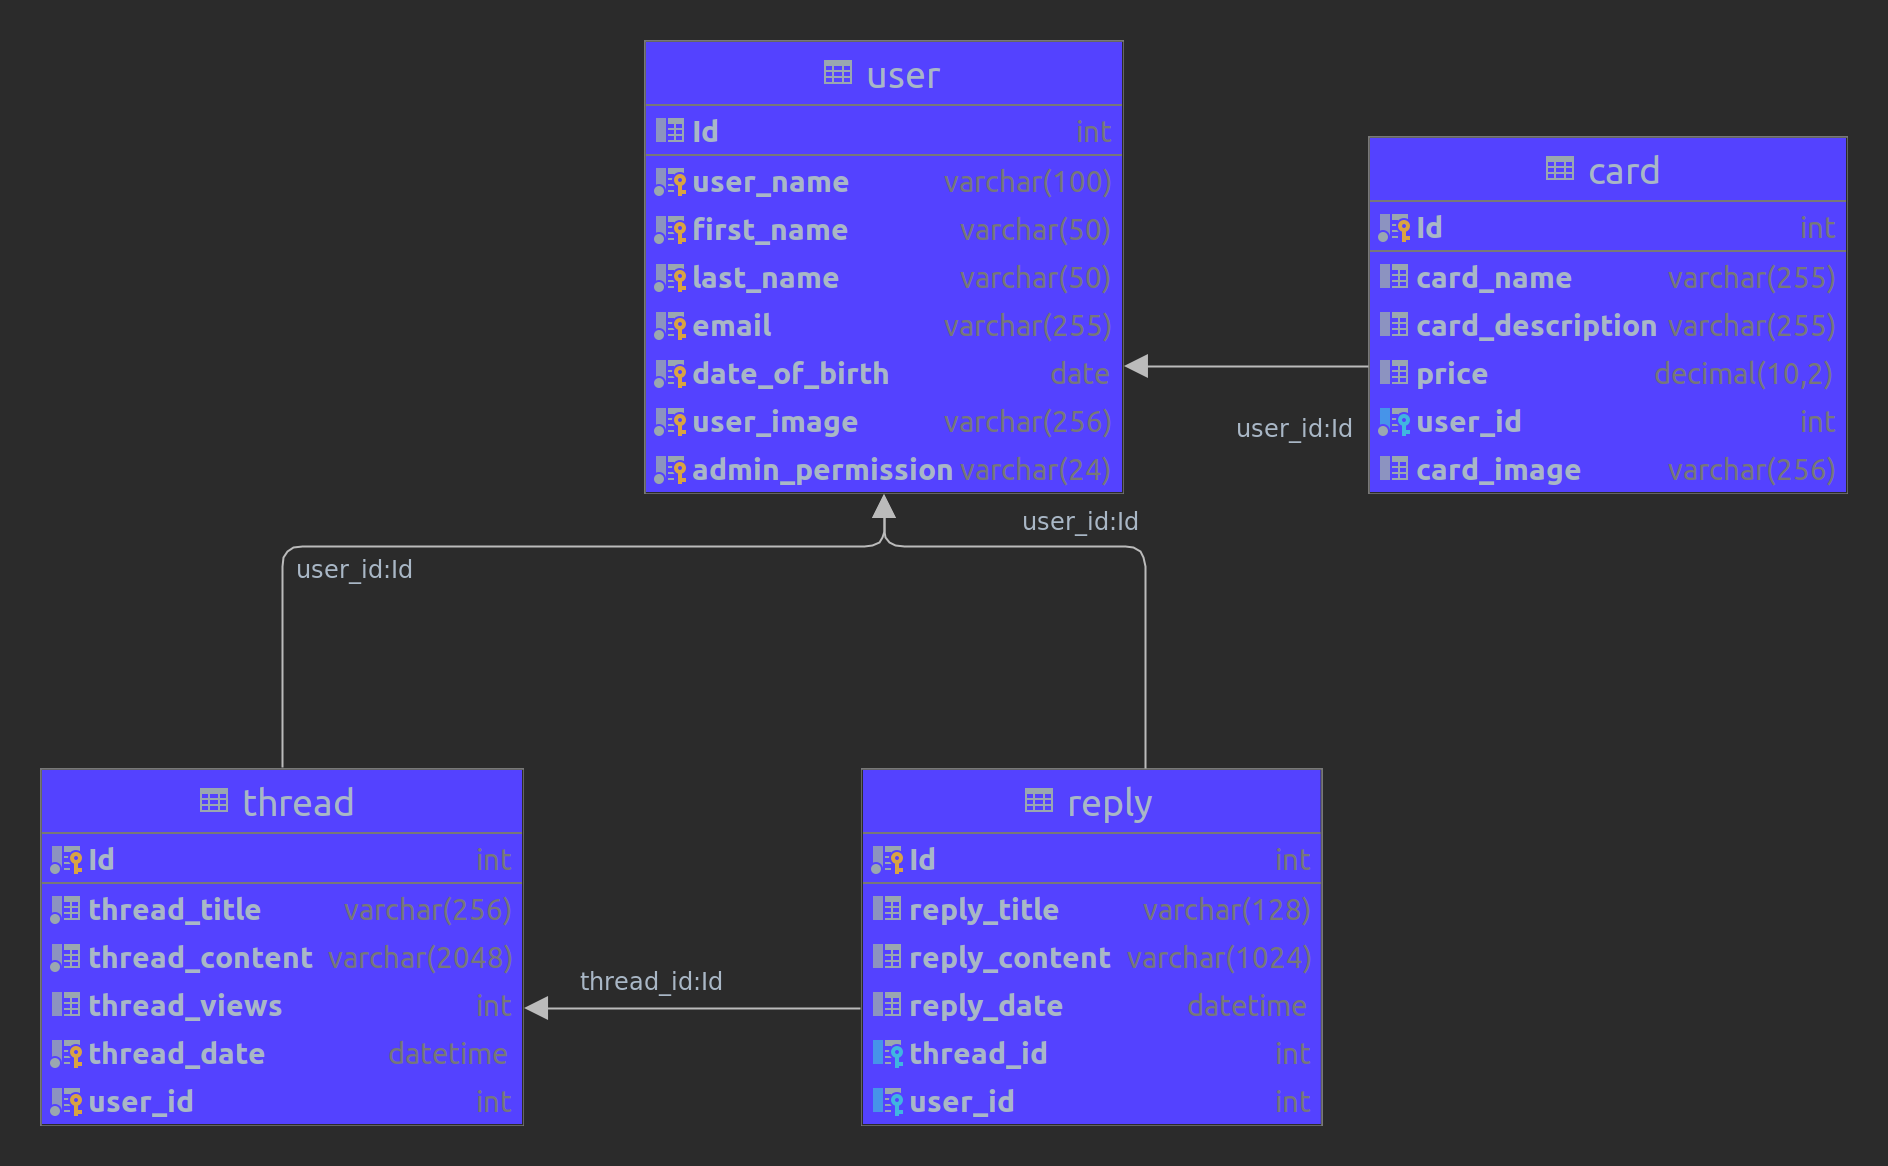 user
Id int
user_name varchar(100)
first_name varchar(50)
last_name varchar(50)
email varchar(255)
date_of_birth date
user_image varchar(256)
admin_permission varchar(24)
card
Id int
card_name varchar(255)
card_description varchar(255)
price decimal(10,2)
user_id int
card_image varchar(256)
user_id:Id
user_id:Id
user_id:Id
thread
Id int
thread_title varchar(256)
thread_content varchar(2048)
thread_views int
thread_date datetime
user_id int
thread_id:Id
reply
Id int
reply_title varchar(128)
reply_content varchar(1024)
reply_date datetime
thread_id int
user_id int